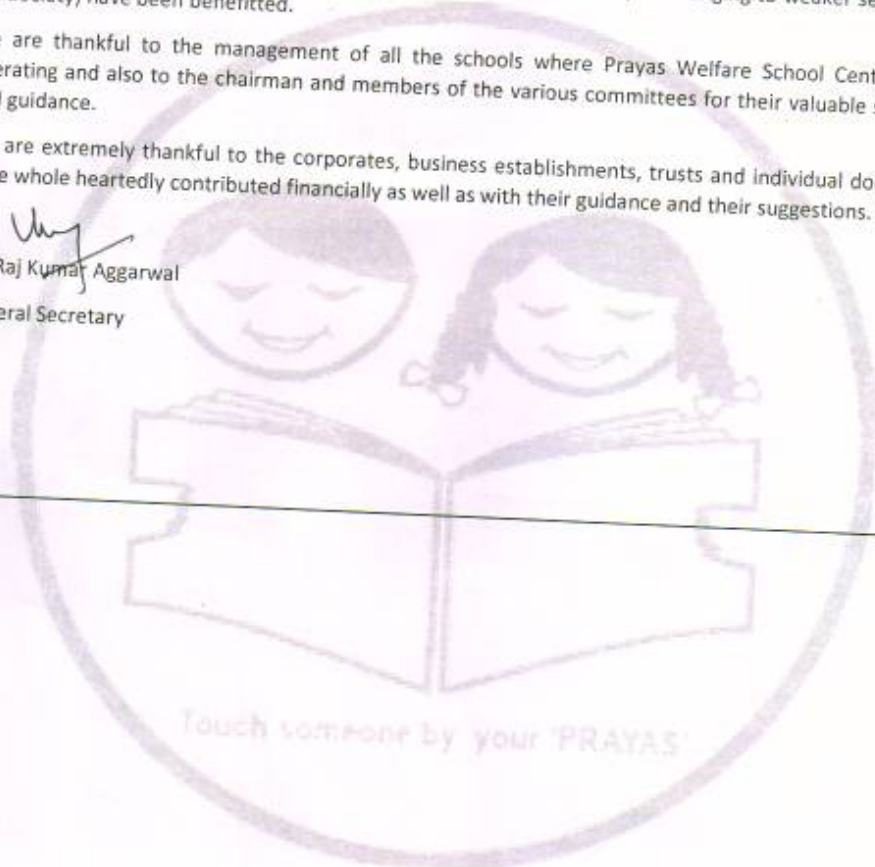 have been benefitted.
are thankful to the management of all the schools where Prayas Welfare School Cent
erating and also to the chairman and members of the various committees for their valuable
guidance.
are extremely thankful to the corporates, business establishments, trusts and individual do
e whole heartedly contributed financially as well as with their guidance and their suggestions.
Raj Kumar Aggarwal
eral Secretary
Touch someone by your 'PRAYAS'